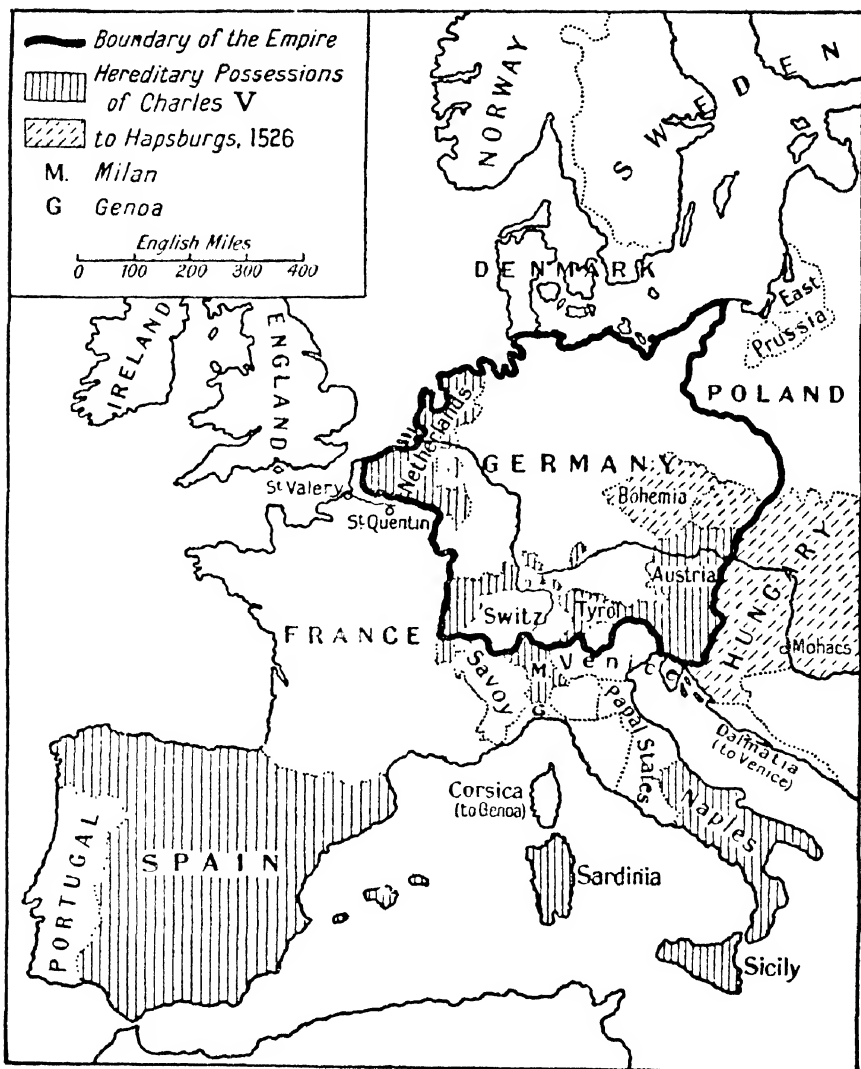 Boundary of the Empire
Hereditary Possessions
of Charles V
to Hapsburgs, 1526
M. Milan
G Genoa
English Miles
0 100 200 300 400
NORWAY
SWEDEN
DENMARK
East
Prussia
IRELAND
ENGLAND
POLAND
Netherlands
GERMANY
St Valery
St. Quentin
Bohemia
HUNGARY
Austria
Switz
Tyrol
Mohacs
FRANCE
Savoy
M
Venice
G
Papal States
Dalmatia
(to Venice)
Corsica
(to Genoa)
Naples
PORTUGAL
SPAIN
Sardinia
Sicily